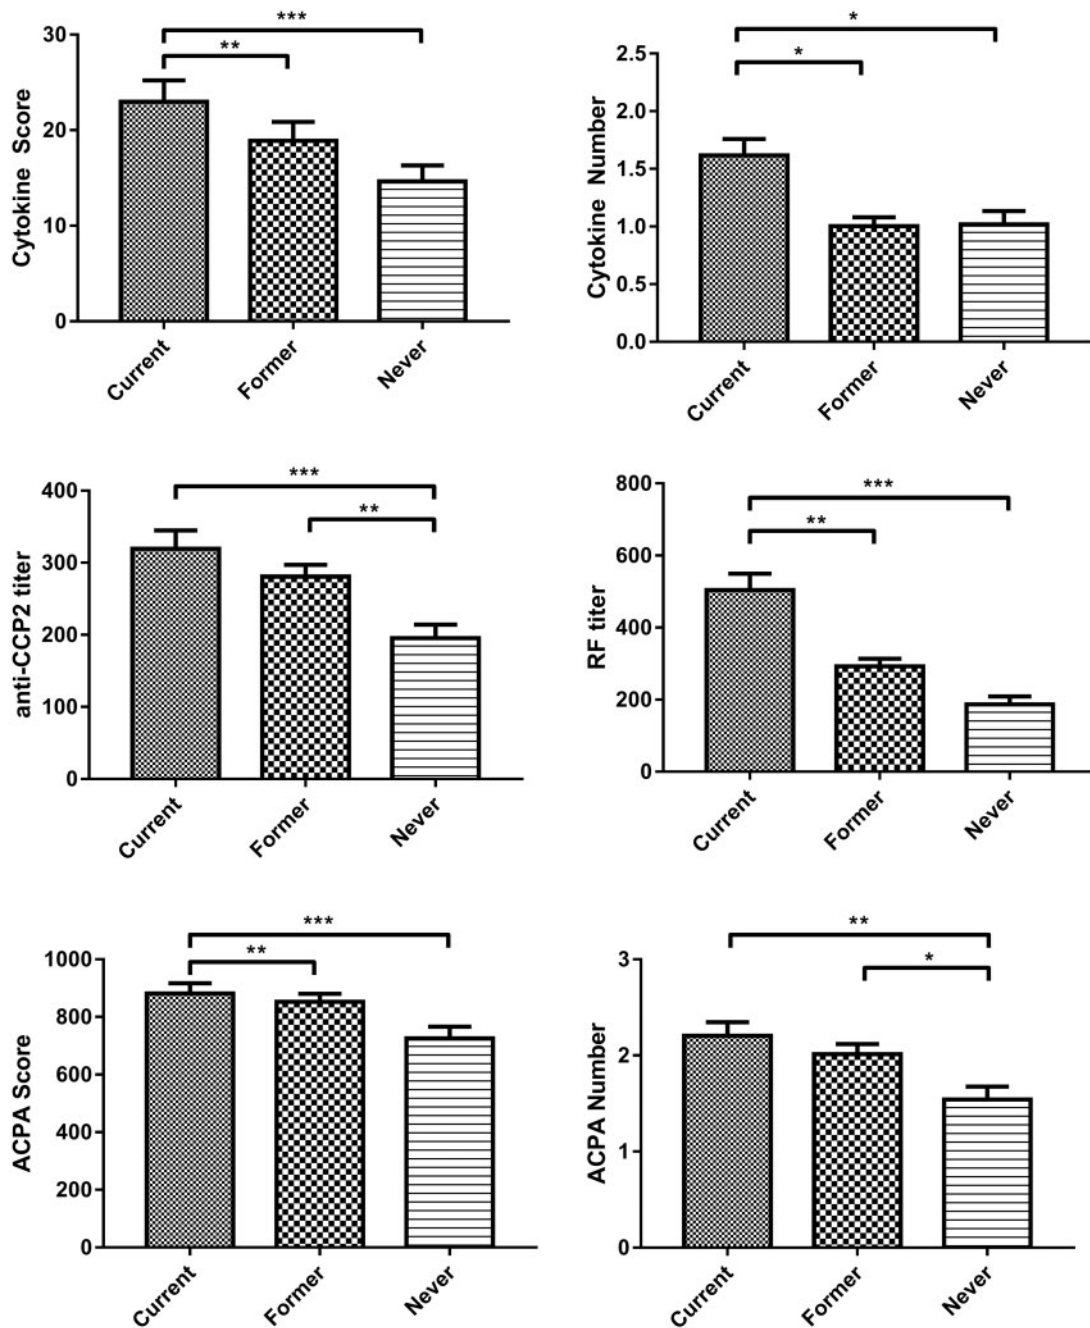 ***
**
30
20
10
0
Cytokine Score
Current
Former
Never
*
*
2.5
2.0
1.5
1.0
0.5
0.0
Cytokine Number
Current
Former
Never
***
**
400
300
200
100
0
anti-CCP2 titer
Current
Former
Never
***
**
800
600
400
200
0
RF titer
Current
Former
Never
***
**
1000
800
600
400
200
0
ACPA Score
Current
Former
Never
**
*
3
2
1
0
ACPA Number
Current
Former
Never